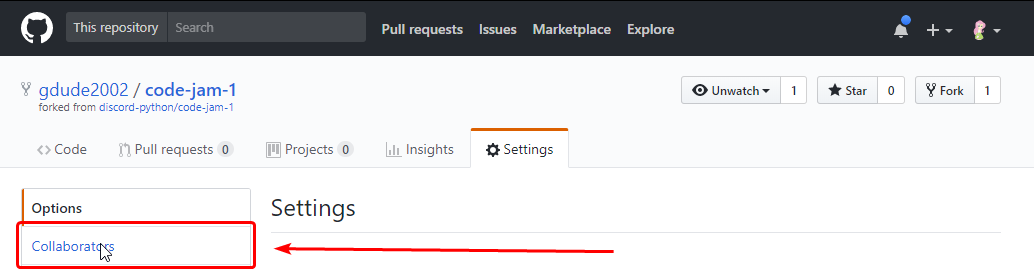 This repository Search Pull requests Issues Marketplace Explore
gdude2002 / code-jam-1 Unwatch 1 Star 0 Fork 1
forked from discord-python/code-jam-1
Code Pull requests 0 Projects 0 Insights Settings
Options
Settings
Collaborators